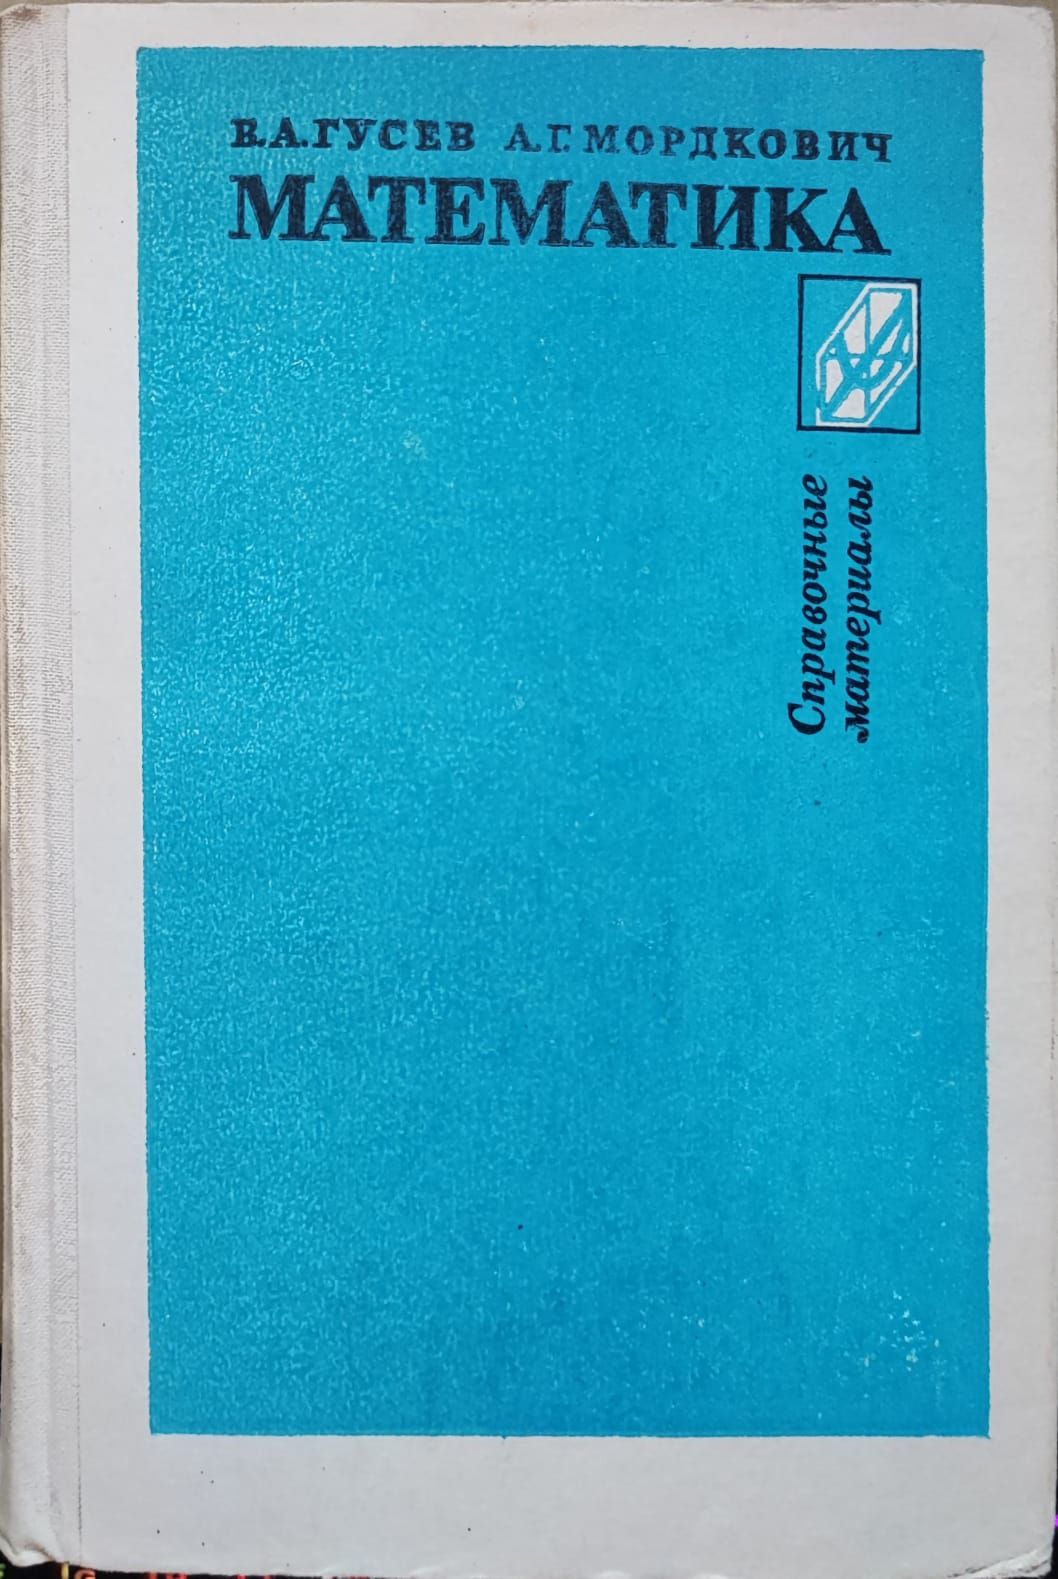 В.А.ГУСЕВ А.Г.МОРДКОВИЧ
МАТЕМАТИКА
Справочные
материалы